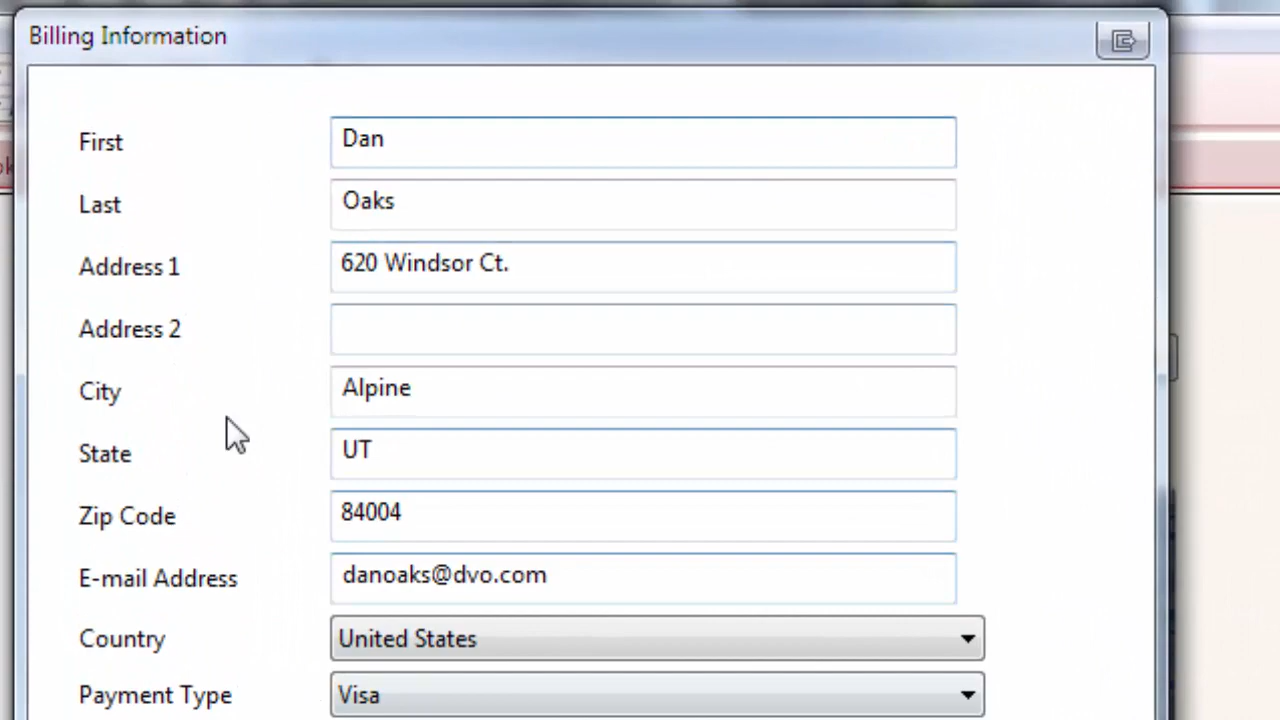 Billing Information
First Dan
Last Oaks
Address 1 620 Windsor Ct.
Address 2
City Alpine
State UT
Zip Code 84004
E-mail Address danoaks@dvo.com
Country United States
Payment Type Visa